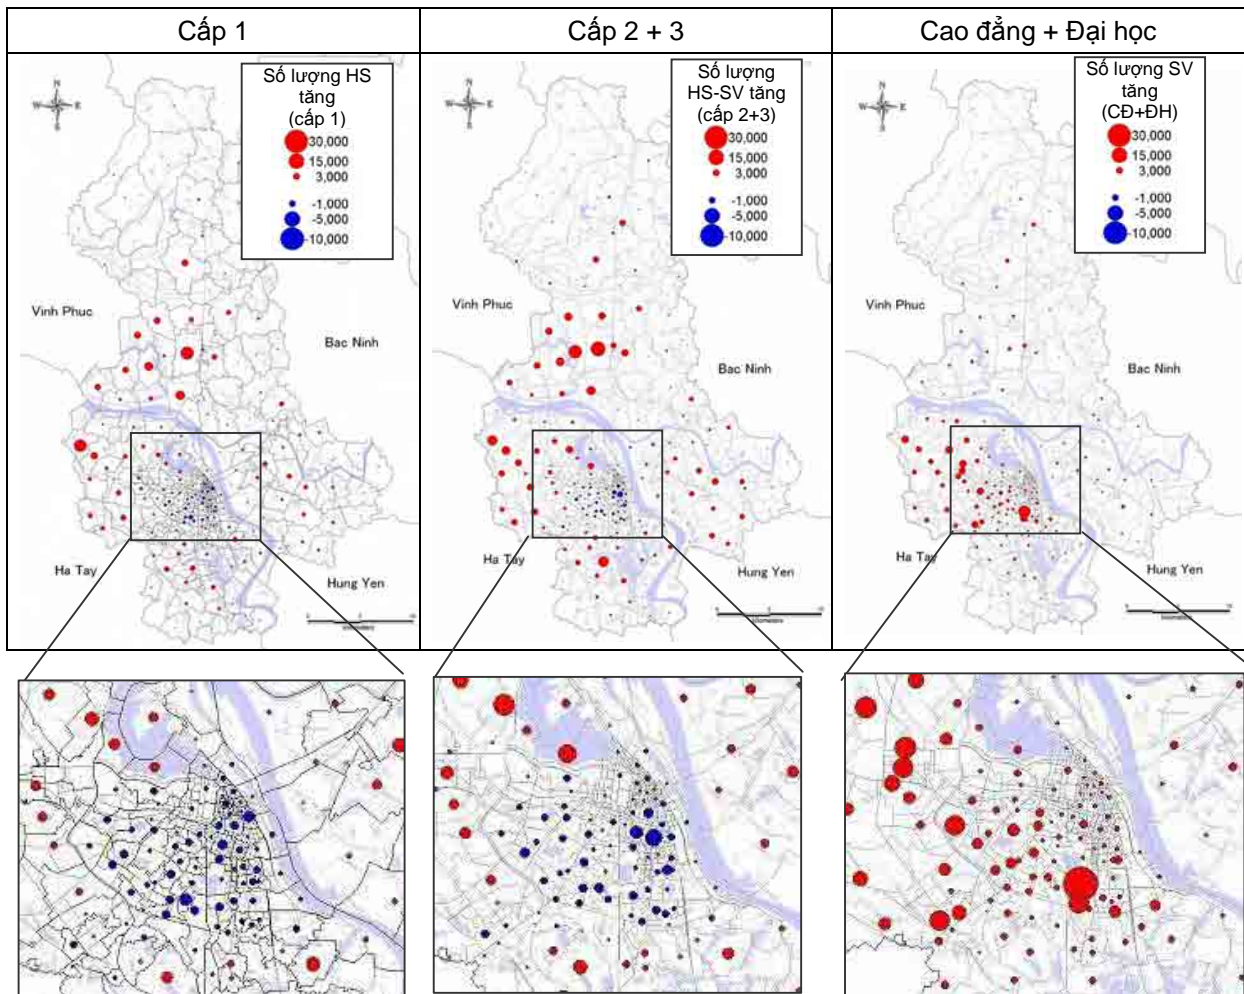 Cấp 1
Cấp 2 + 3
Cao đẳng + Đại học
N
W
E
S
Số lượng HS
tăng
(cấp 1)
30,000
15,000
3,000
-1,000
-5,000
-10,000
Vinh Phuc
Bac Ninh
Ha Tay
Hung Yen
kilometers
N
W
E
S
Số lượng
HS-SV tăng
(cấp 2+3)
30,000
15,000
3,000
-1,000
-5,000
-10,000
Vinh Phuc
Bac Ninh
Ha Tay
Hung Yen
kilometers
N
W
E
S
Số lượng SV
tăng
(CĐ+ĐH)
30,000
15,000
3,000
-1,000
-5,000
-10,000
Vinh Phuc
Bac Ninh
Ha Tay
Hung Yen
kilometers